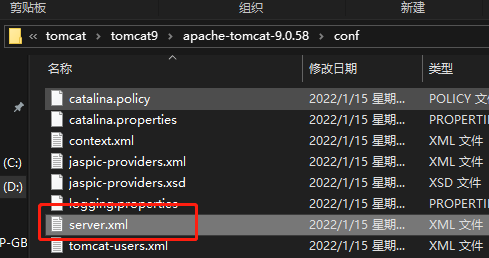 剪贴板 组织 新建
tomcat > tomcat9 > apache-tomcat-9.0.58 > conf
名称 修改日期 类型
catalina.policy 2022/1/15 星期... POLICY 文件
catalina.properties 2022/1/15 星期... PROPERTI
context.xml 2022/1/15 星期... XML 文件
jaspic-providers.xml 2022/1/15 星期... XML 文件
jaspic-providers.xsd 2022/1/15 星期... XSD 文件
(C:) logging.properties 2022/1/15 星期... PROPERTI
(D:) server.xml 2022/1/15 星期... XML 文件
P-GB tomcat-users.xml 2022/1/15 星期... XML 文件